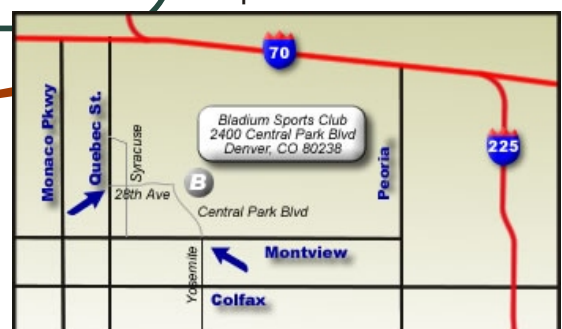 70
Monaco Pkwy
Quebec St.
Syracuse
Bladium Sports Club
2400 Central Park Blvd
Denver, CO 80238
Peoria
225
B
28th Ave
Central Park Blvd
Yosemite
Montview
Colfax